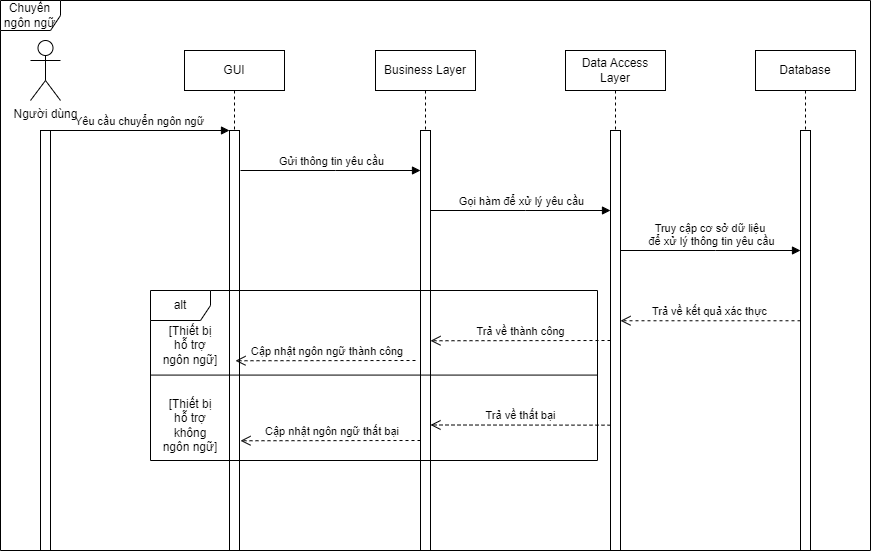 Chuyển
ngôn ngữ
GUI
Business Layer
Data Access
Layer
Database
Người dùng
Yêu cầu chuyển ngôn ngữ
Gửi thông tin yêu cầu
Gọi hàm để xử lý yêu cầu
Truy cập cơ sở dữ liệu
để xử lý thông tin yêu cầu
alt
Trả về kết quả xác thực
[Thiết bị
hỗ trợ
ngôn ngữ]
Trả về thành công
Cập nhật ngôn ngữ thành công
[Thiết bị
hỗ trợ
không
ngôn ngữ]
Trả về thất bại
Cập nhật ngôn ngữ thất bại